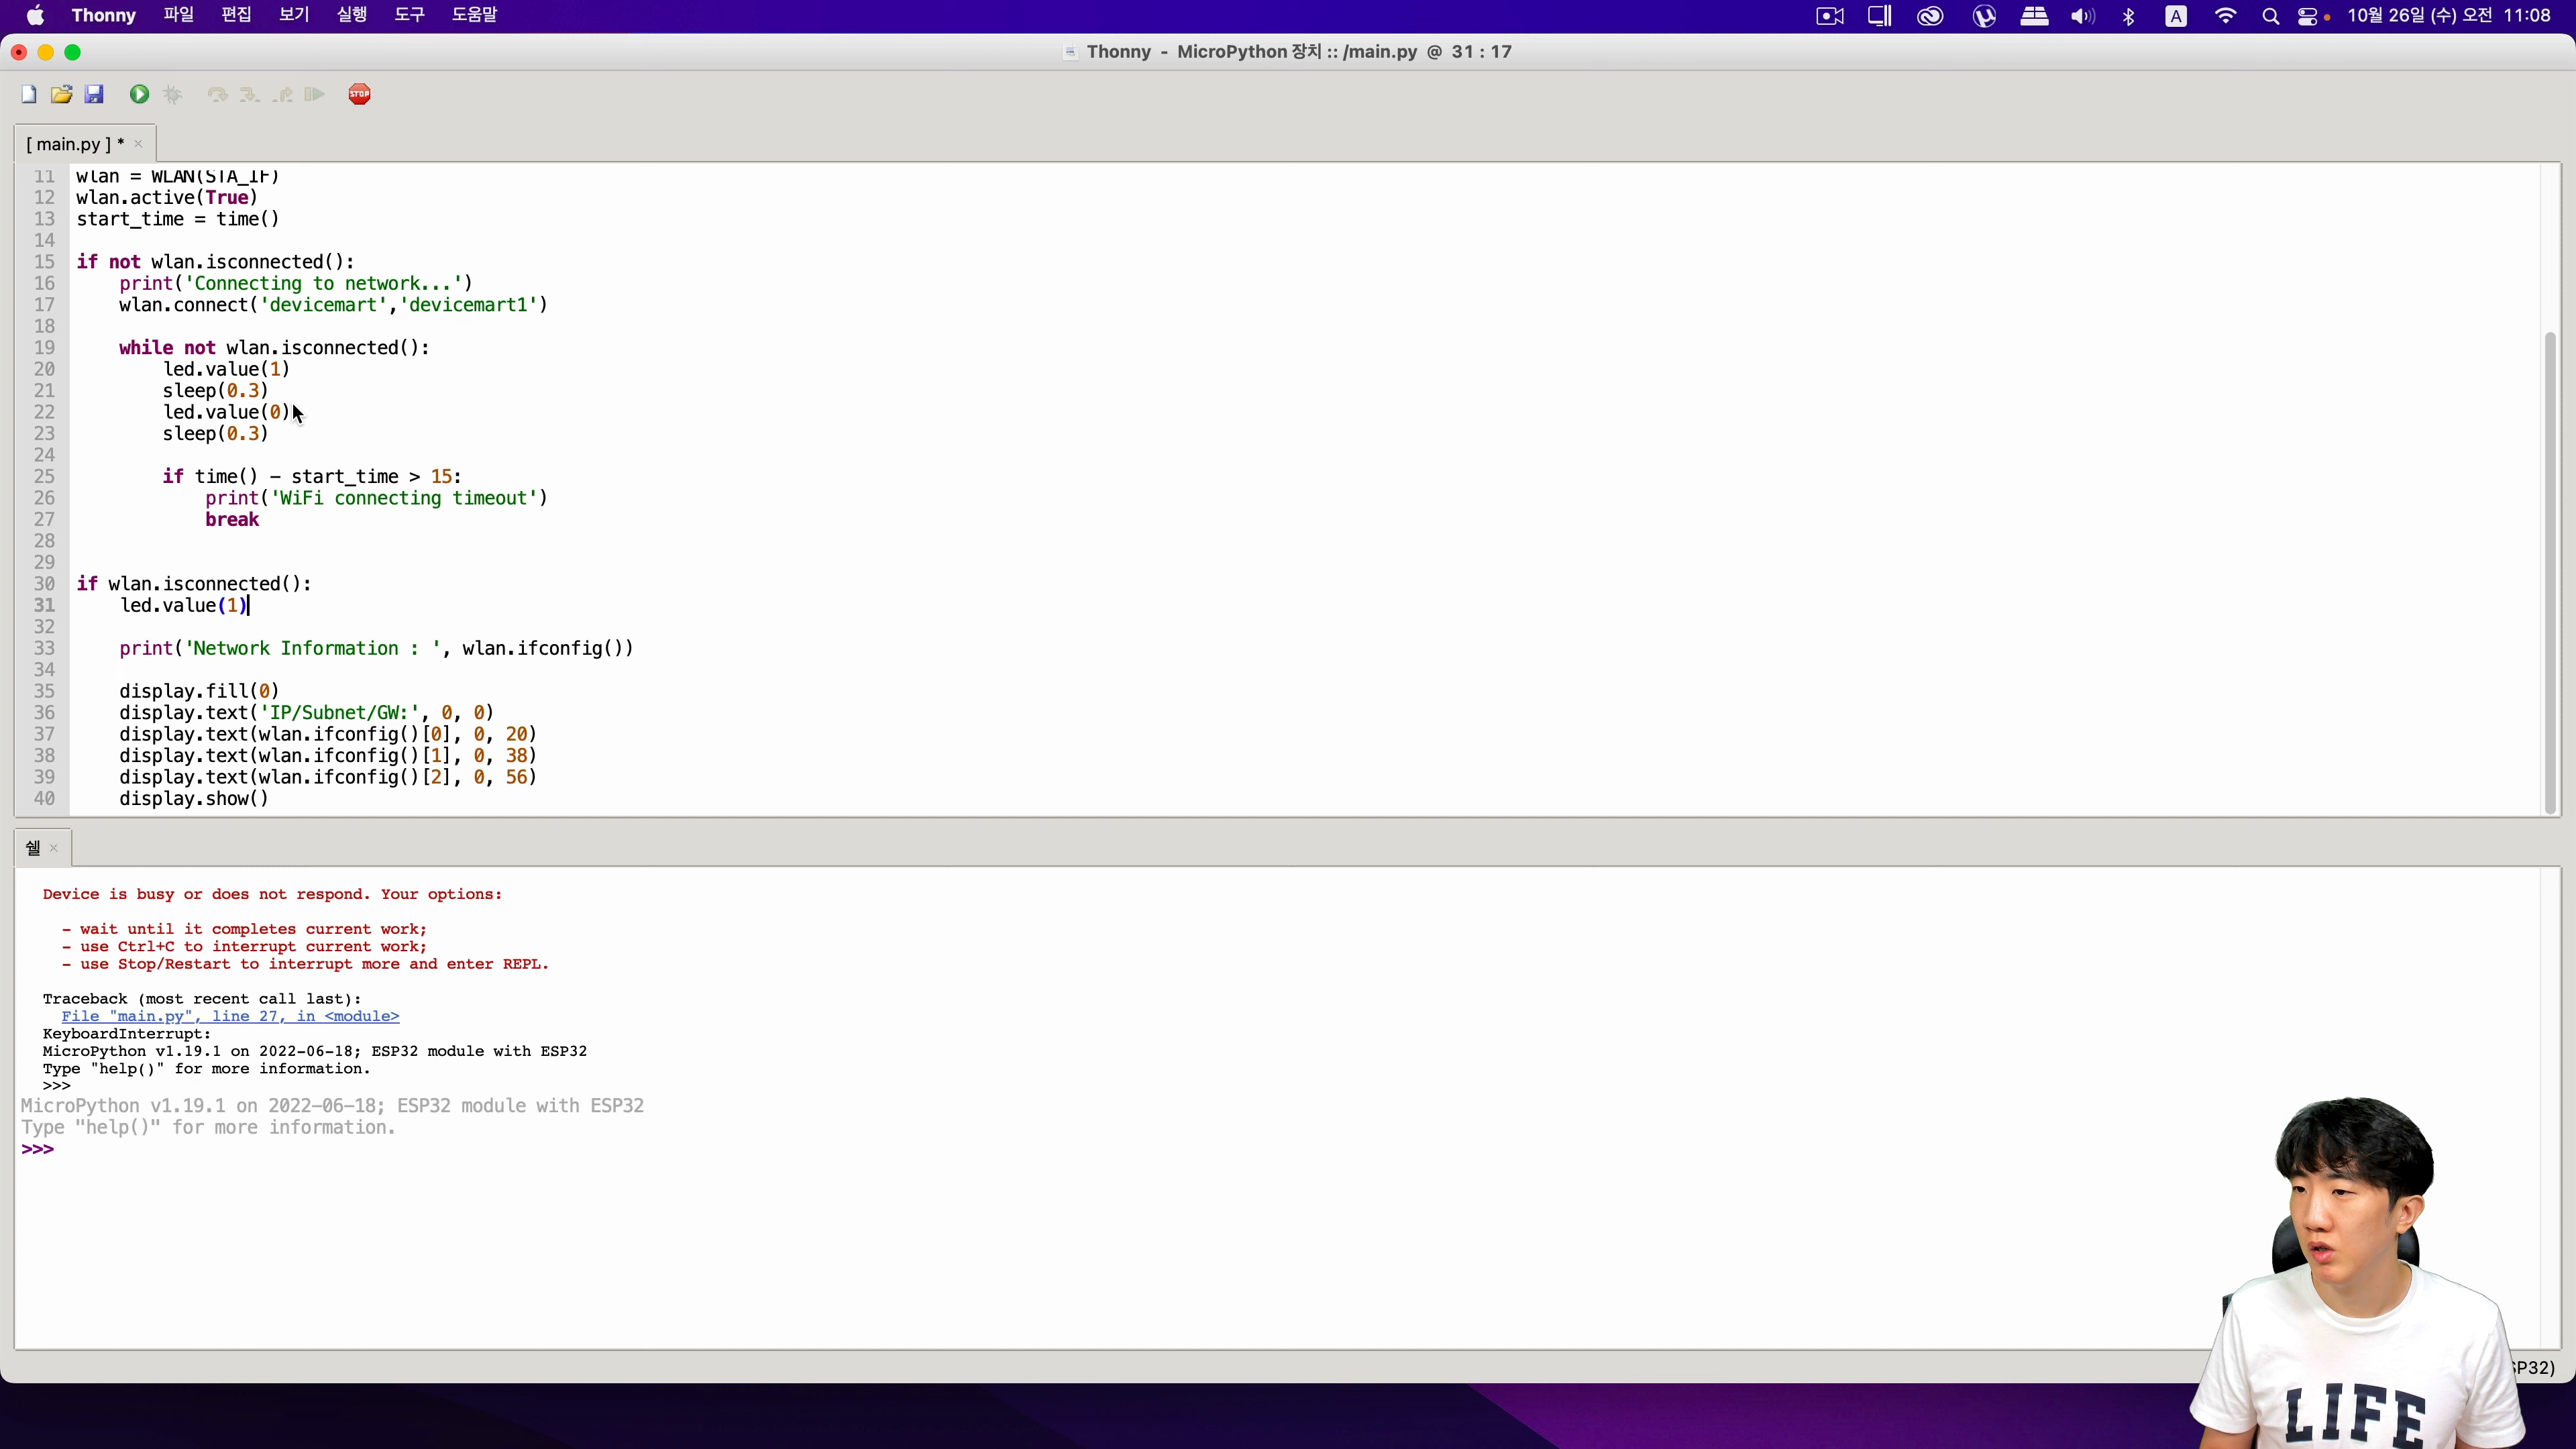 Thonny 파일 편집 보기 실행 도구 도움말 A 10월 26일 (수) 오전 11:08
Thonny - MicroPython 장치 :: /main.py @ 31 : 17
STOP
[ main.py ] * ×
11 wlan = WLAN(STA_IF)
12 wlan.active(True)
13 start_time = time()
14
15 if not wlan.isconnected():
16 print('Connecting to network...')
17 wlan.connect('devicemart','devicemart1')
18
19 while not wlan.isconnected():
20 led.value(1)
21 sleep(0.3)
22 led.value(0)
23 sleep(0.3)
24
25 if time() - start_time > 15:
26 print('WiFi connecting timeout')
27 break
28
29
30 if wlan.isconnected():
31 led.value(1)
32
33 print('Network Information : ', wlan.ifconfig())
34
35 display.fill(0)
36 display.text('IP/Subnet/GW:', 0, 0)
37 display.text(wlan.ifconfig()[0], 0, 20)
38 display.text(wlan.ifconfig()[1], 0, 38)
39 display.text(wlan.ifconfig()[2], 0, 56)
40 display.show()
쉘 ×
Device is busy or does not respond. Your options:
- wait until it completes current work;
- use Ctrl+C to interrupt current work;
- use Stop/Restart to interrupt more and enter REPL.
Traceback (most recent call last):
File "main.py", line 27, in <module>
KeyboardInterrupt:
MicroPython v1.19.1 on 2022-06-18; ESP32 module with ESP32
Type "help()" for more information.
>>>
MicroPython v1.19.1 on 2022-06-18; ESP32 module with ESP32
Type "help()" for more information.
>>>
SP32)
LIFE